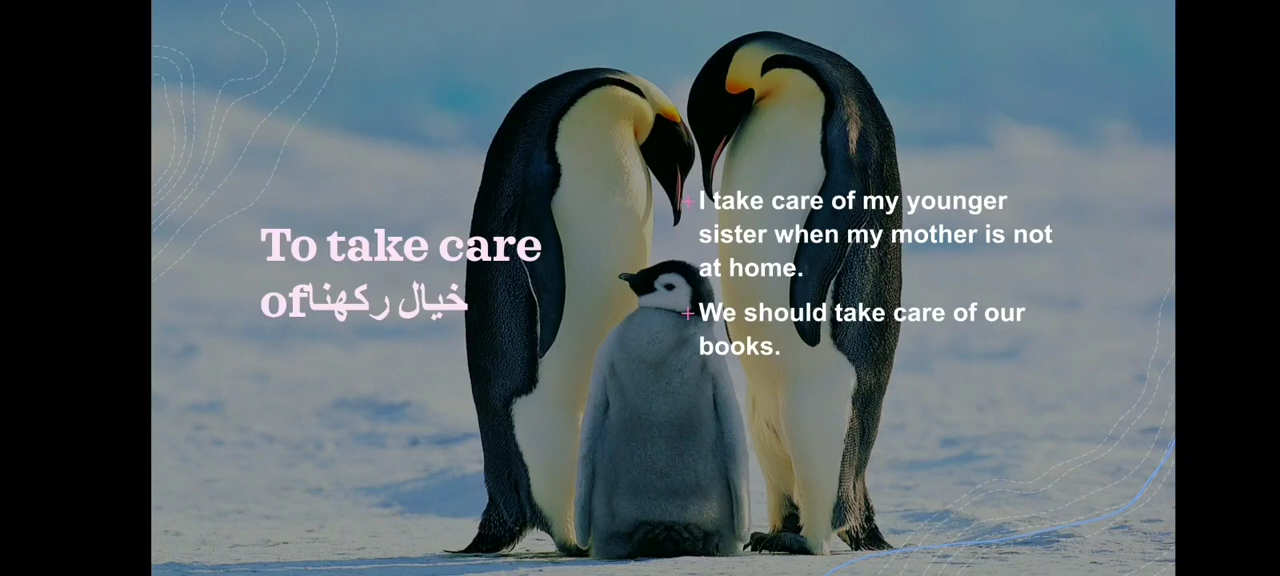 To take care
ofخیال رکھنا
+ I take care of my younger
sister when my mother is not
at home.
+ We should take care of our
books.